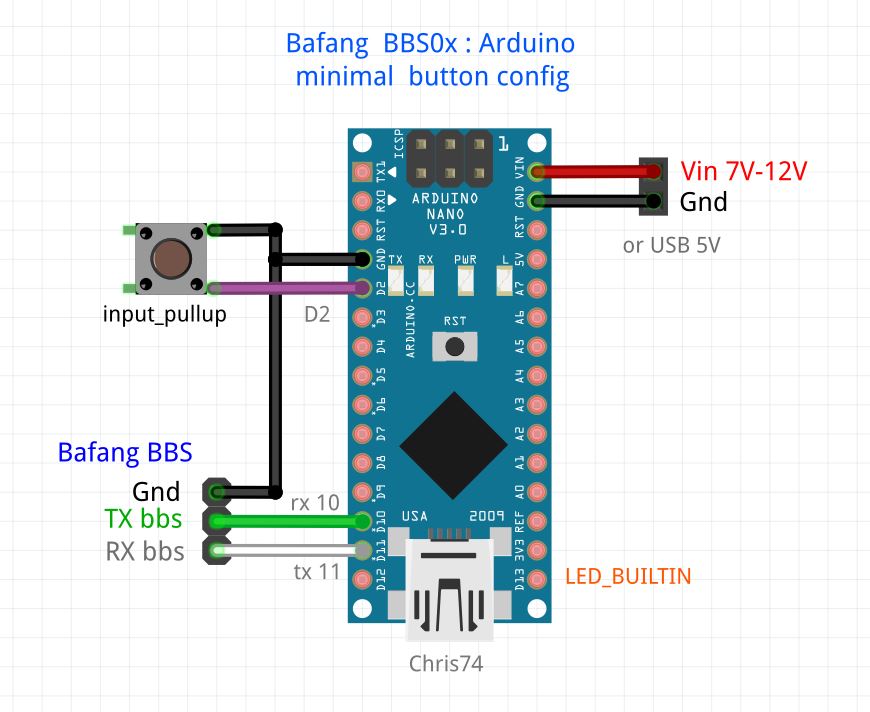 Bafang BBS0x : Arduino
minimal button config
ICSP
1
TX1
RX0
RST
GND
D2
D3
D4
D5
D6
D7
D8
D9
D10
D11
D12
ARDUINO
NANO
V3.0
TX
RX
PWR
L
ARDUINO.CC
RST
USA
2009
VIN
GND
RST
5V
A7
A6
A5
A4
A3
A2
A1
A0
REF
3V3
D13
Vin 7V-12V
Gnd
or USB 5V
input_pullup
D2
Bafang BBS
Gnd
TX bbs
RX bbs
rx 10
tx 11
LED_BUILTIN
Chris74